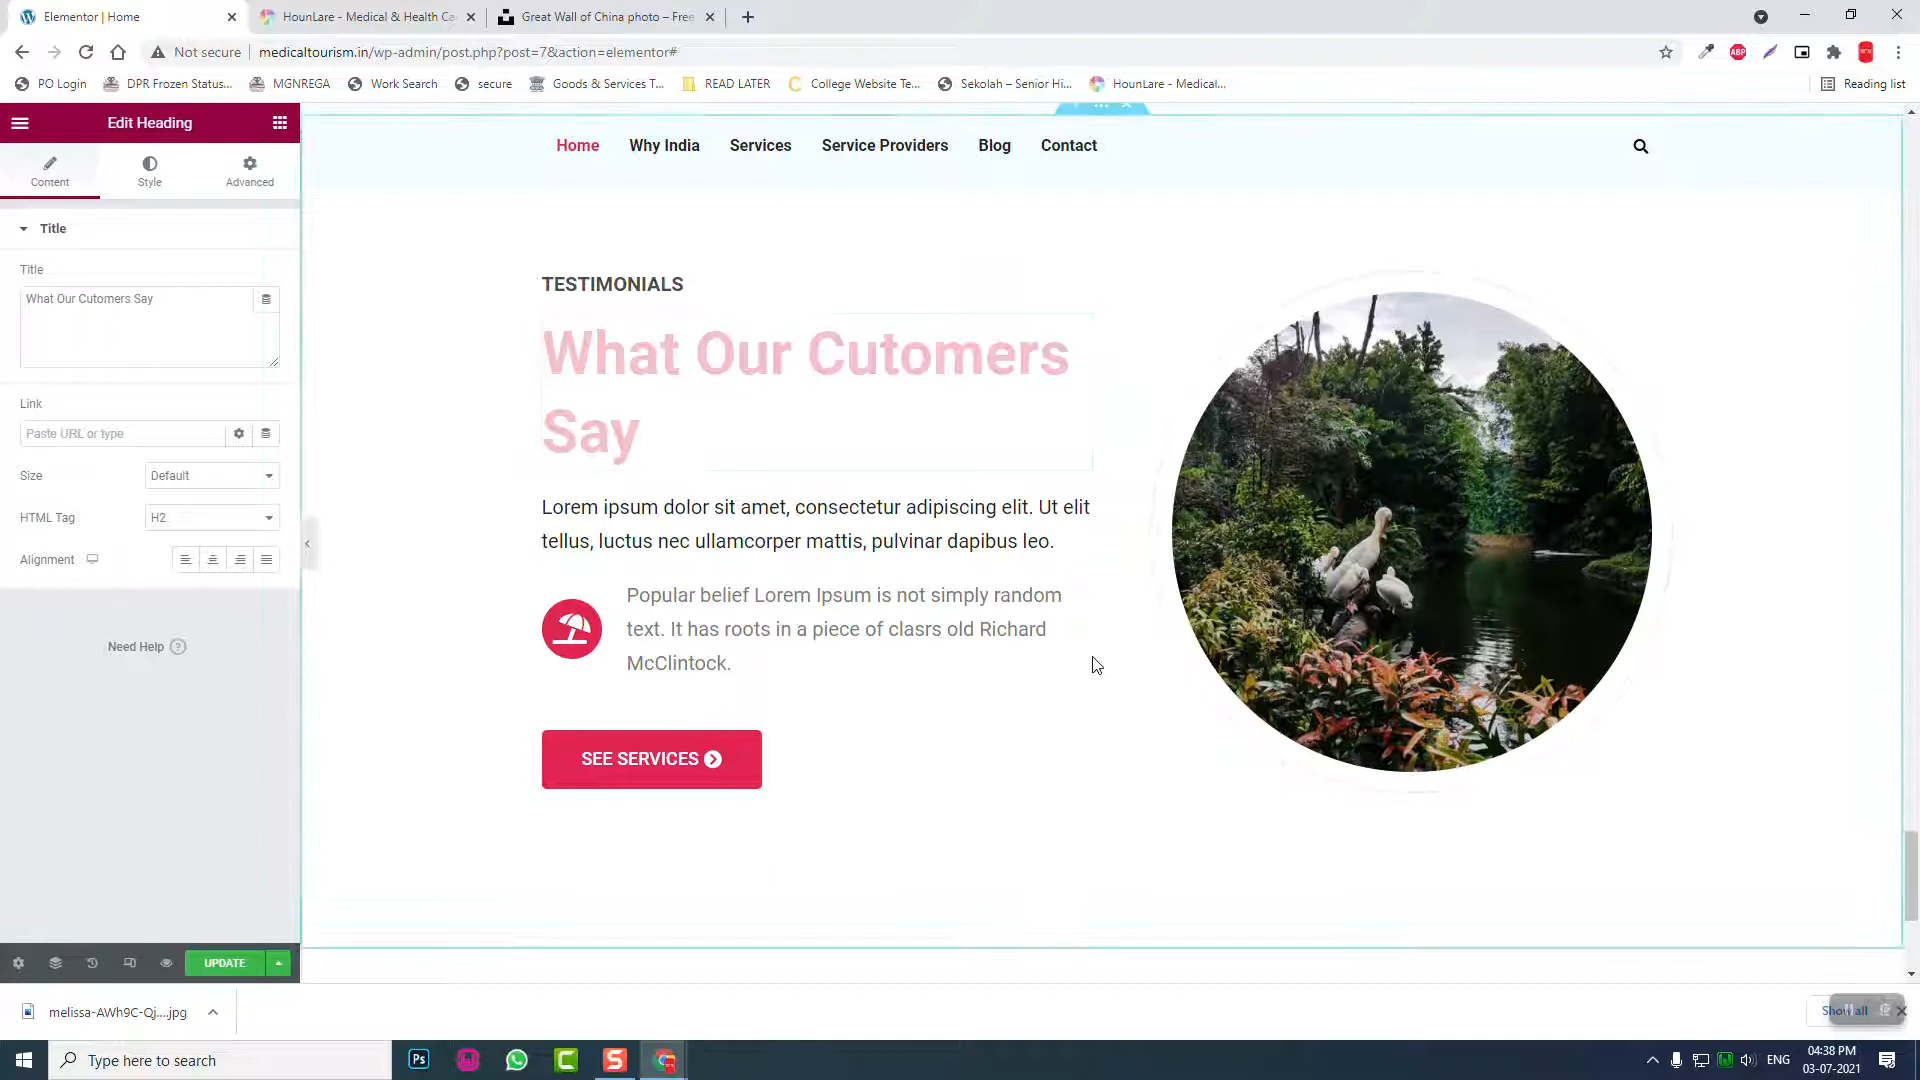 Elementor | Home
HounLare - Medical & Health Ca
Great Wall of China photo – Free
Not secure
medicaltourism.in/wp-admin/post.php?post=7&action=elementor#
ABP
PO Login
DPR Frozen Status...
MGNREGA
Work Search
secure
Goods & Services T...
READ LATER
College Website Te...
Sekolah – Senior Hi...
HounLare - Medical...
Reading list
Edit Heading
Content
Style
Advanced
Title
Title
What Our Cutomers Say
Link
Paste URL or type
Size
Default
HTML Tag
H2
Alignment
Need Help
UPDATE
Home
Why India
Services
Service Providers
Blog
Contact
TESTIMONIALS
What Our Cutomers
Say
Lorem ipsum dolor sit amet, consectetur adipiscing elit. Ut elit
tellus, luctus nec ullamcorper mattis, pulvinar dapibus leo.
Popular belief Lorem Ipsum is not simply random
text. It has roots in a piece of clasrs old Richard
McClintock.
SEE SERVICES
melissa-AWh9C-Qj....jpg
Show all
Type here to search
Ps
ENG
04:38 PM
03-07-2021